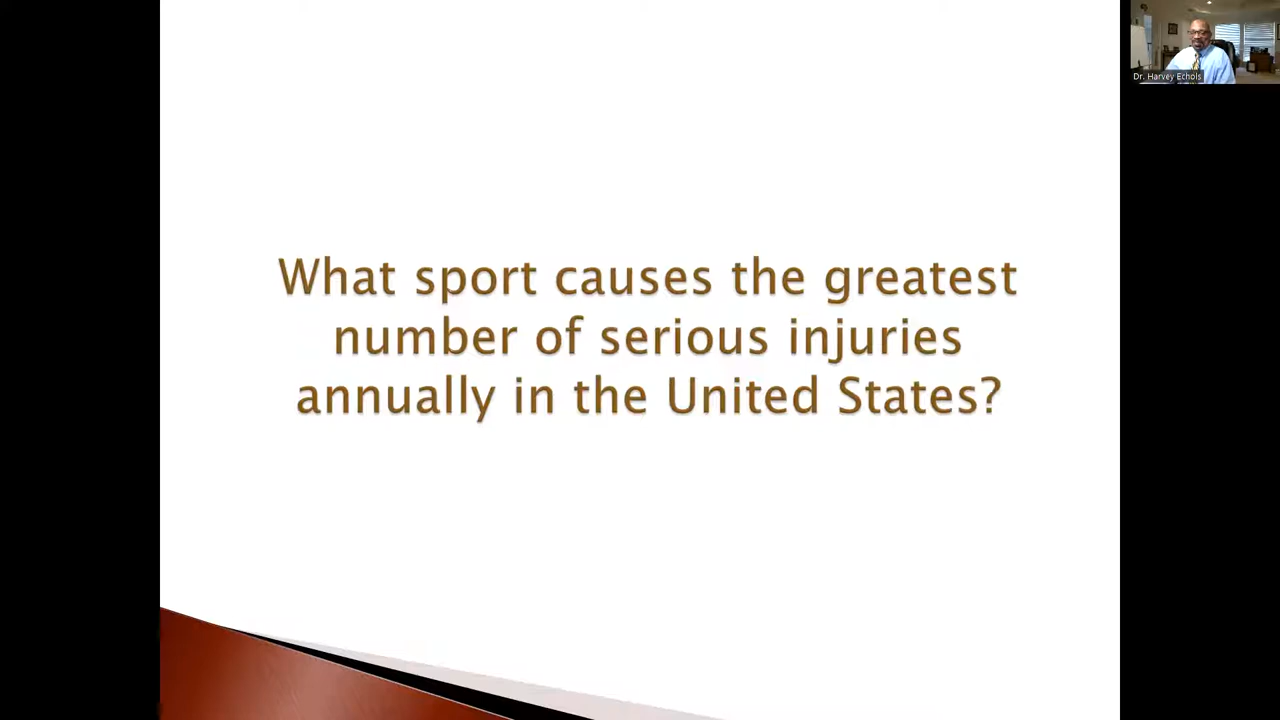 Dr. Harvey Echols
What sport causes the greatest
number of serious injuries
annually in the United States?